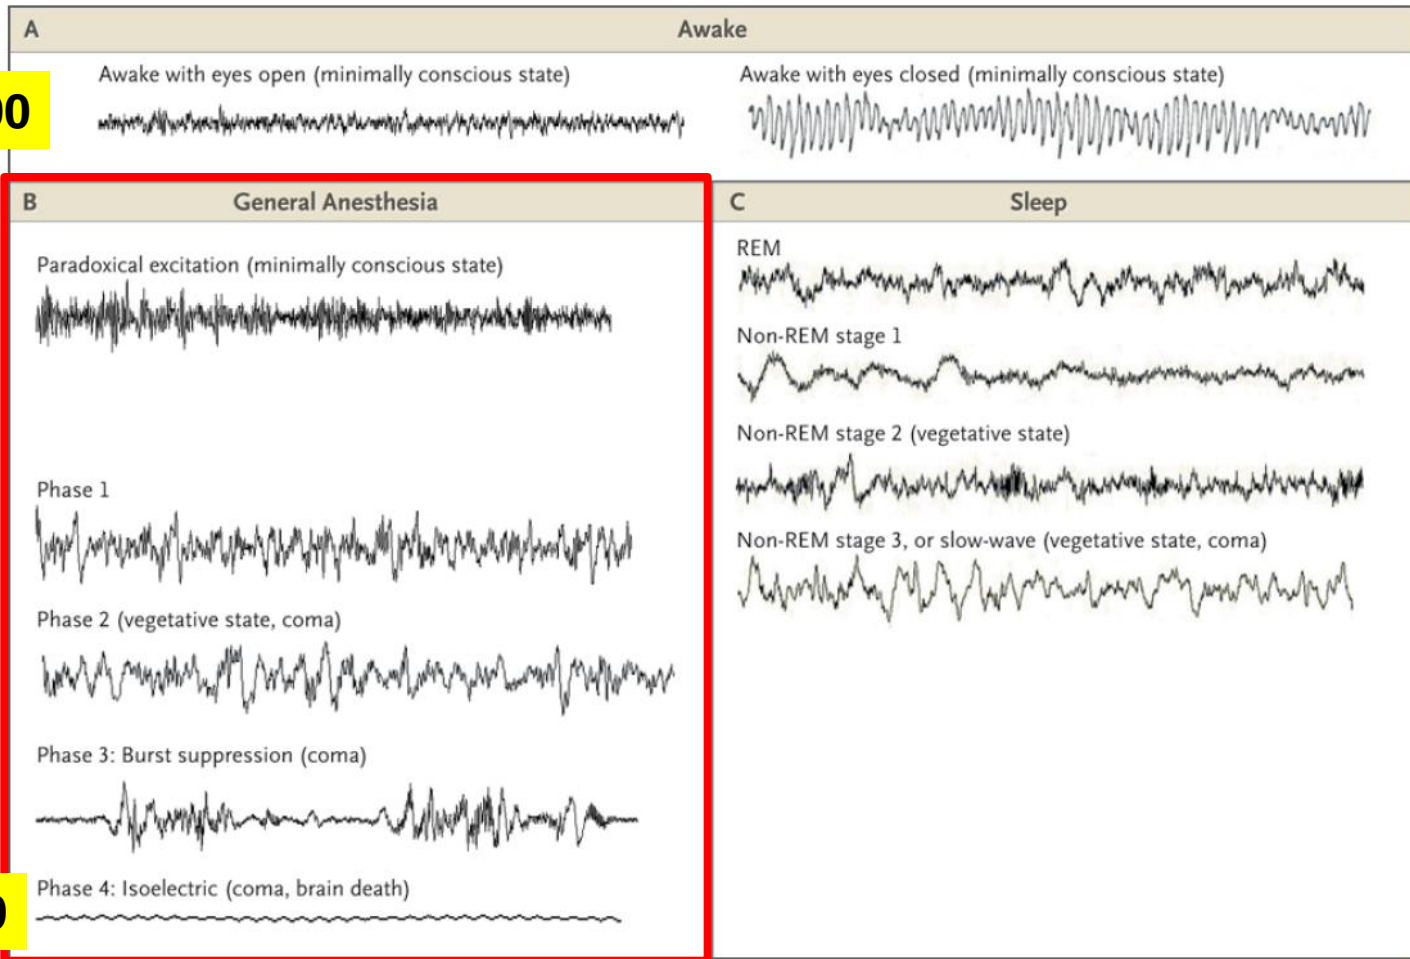 A
Awake
Awake with eyes open (minimally conscious state)
Awake with eyes closed (minimally conscious state)
00
B
General Anesthesia
Paradoxical excitation (minimally conscious state)
Phase 1
Phase 2 (vegetative state, coma)
Phase 3: Burst suppression (coma)
Phase 4: Isoelectric (coma, brain death)
0
C
Sleep
REM
Non-REM stage 1
Non-REM stage 2 (vegetative state)
Non-REM stage 3, or slow-wave (vegetative state, coma)